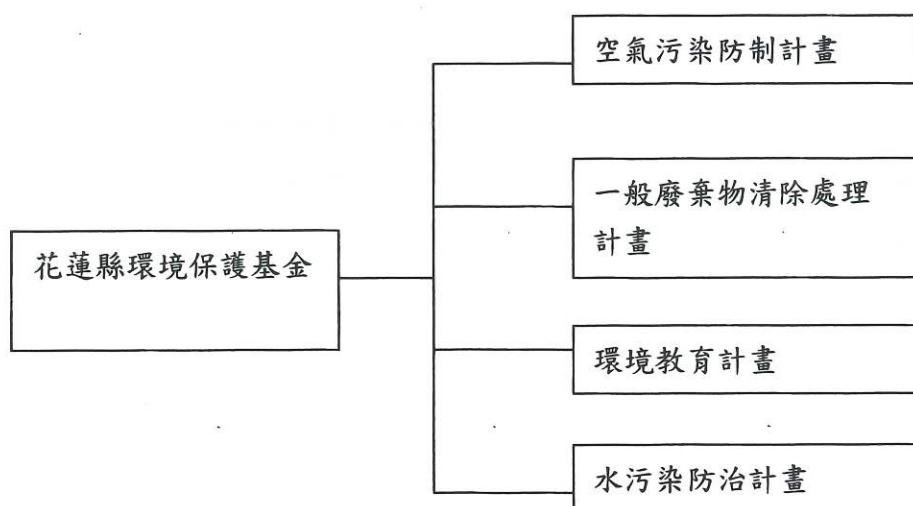 空氣污染防制計畫
一般廢棄物清除處理
計畫
花蓮縣環境保護基金
環境教育計畫
水污染防治計畫